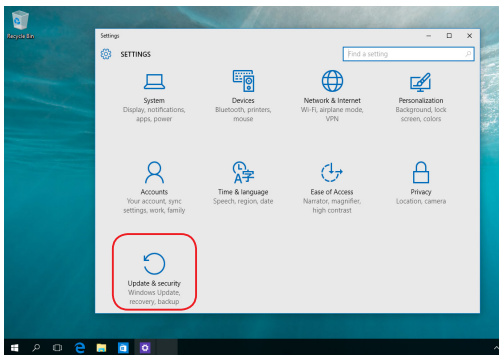 Recycle Bin
Settings
SETTINGS
Find a setting
System
Display, notifications,
apps, power
Devices
Bluetooth, printers,
mouse
Network & Internet
Wi-Fi, airplane mode,
VPN
Personalization
Background, lock
screen, colors
Accounts
Your account, sync
settings, work, family
Time & language
Speech, region, date
Ease of Access
Narrator, magnifier,
high contrast
Privacy
Location, camera
Update & security
Windows Update,
recovery, backup